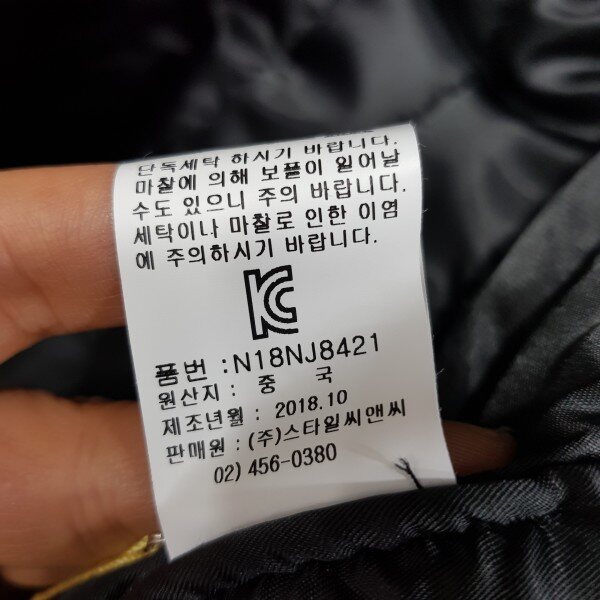 단독세탁 하시기 바랍니다.
마찰에 의해 보풀이 일어날
수도 있으니 주의 바랍니다.
세탁이나 마찰로 인한 이염
에 주의하시기 바랍니다.
KC
품번 : N18NJ8421
원산지 : 중 국
제조년월 : 2018.10
판매원 : (주)스타일씨앤씨
02) 456-0380